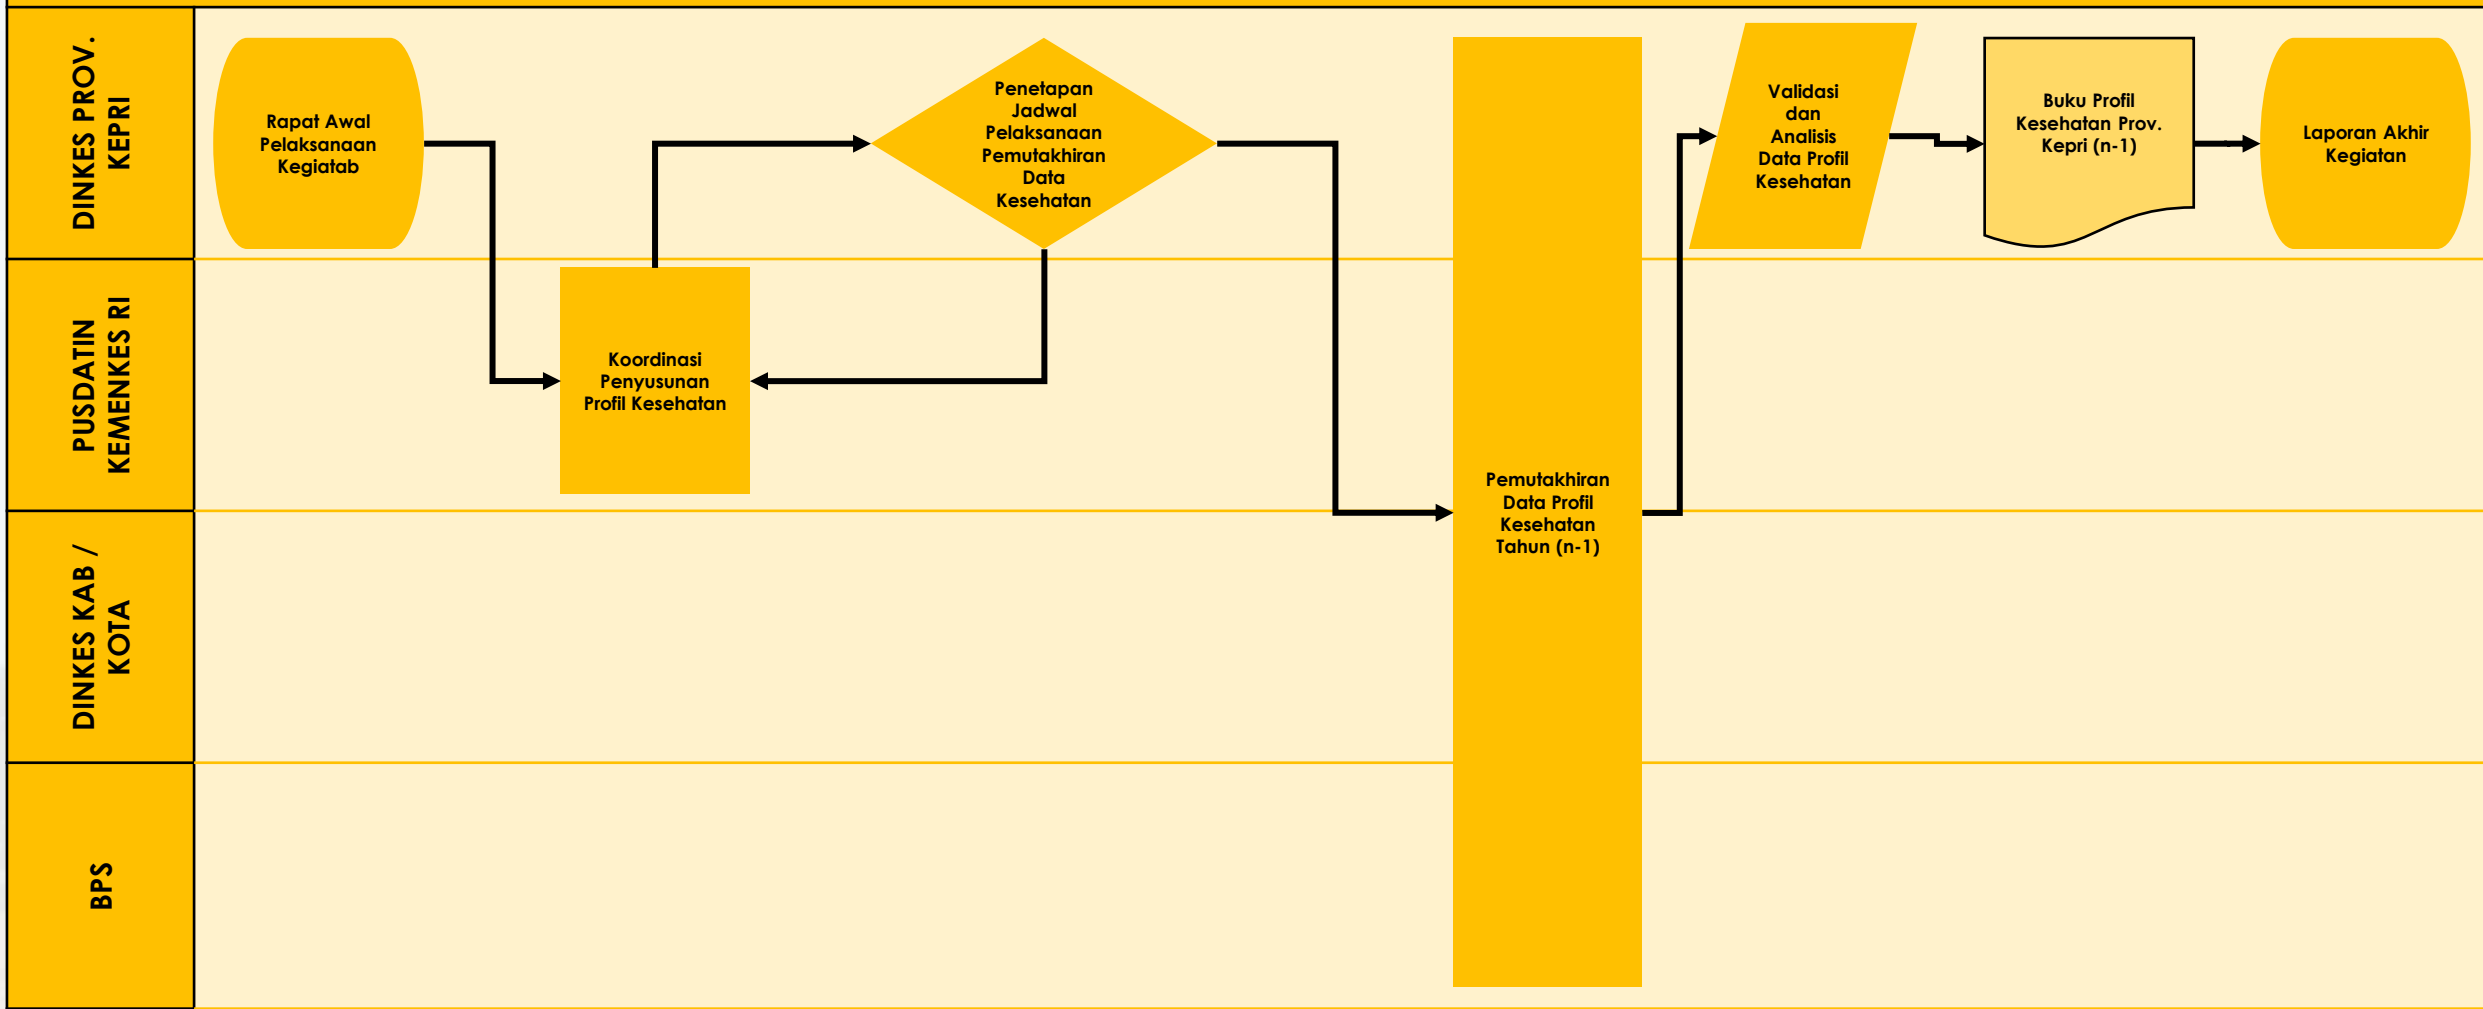 DINKES PROV.
KEPRI
Rapat Awal
Pelaksanaan
Kegiatab
Penetapan
Jadwal
Pelaksanaan
Pemutakhiran
Data
Kesehatan
Validasi
dan
Analisis
Data Profil
Kesehatan
Buku Profil
Kesehatan Prov.
Kepri (n-1)
Laporan Akhir
Kegiatan
PUSDATIN
KEMENKES RI
Koordinasi
Penyusunan
Profil Kesehatan
Pemutakhiran
Data Profil
Kesehatan
Tahun (n-1)
DINKES KAB /
KOTA
BPS